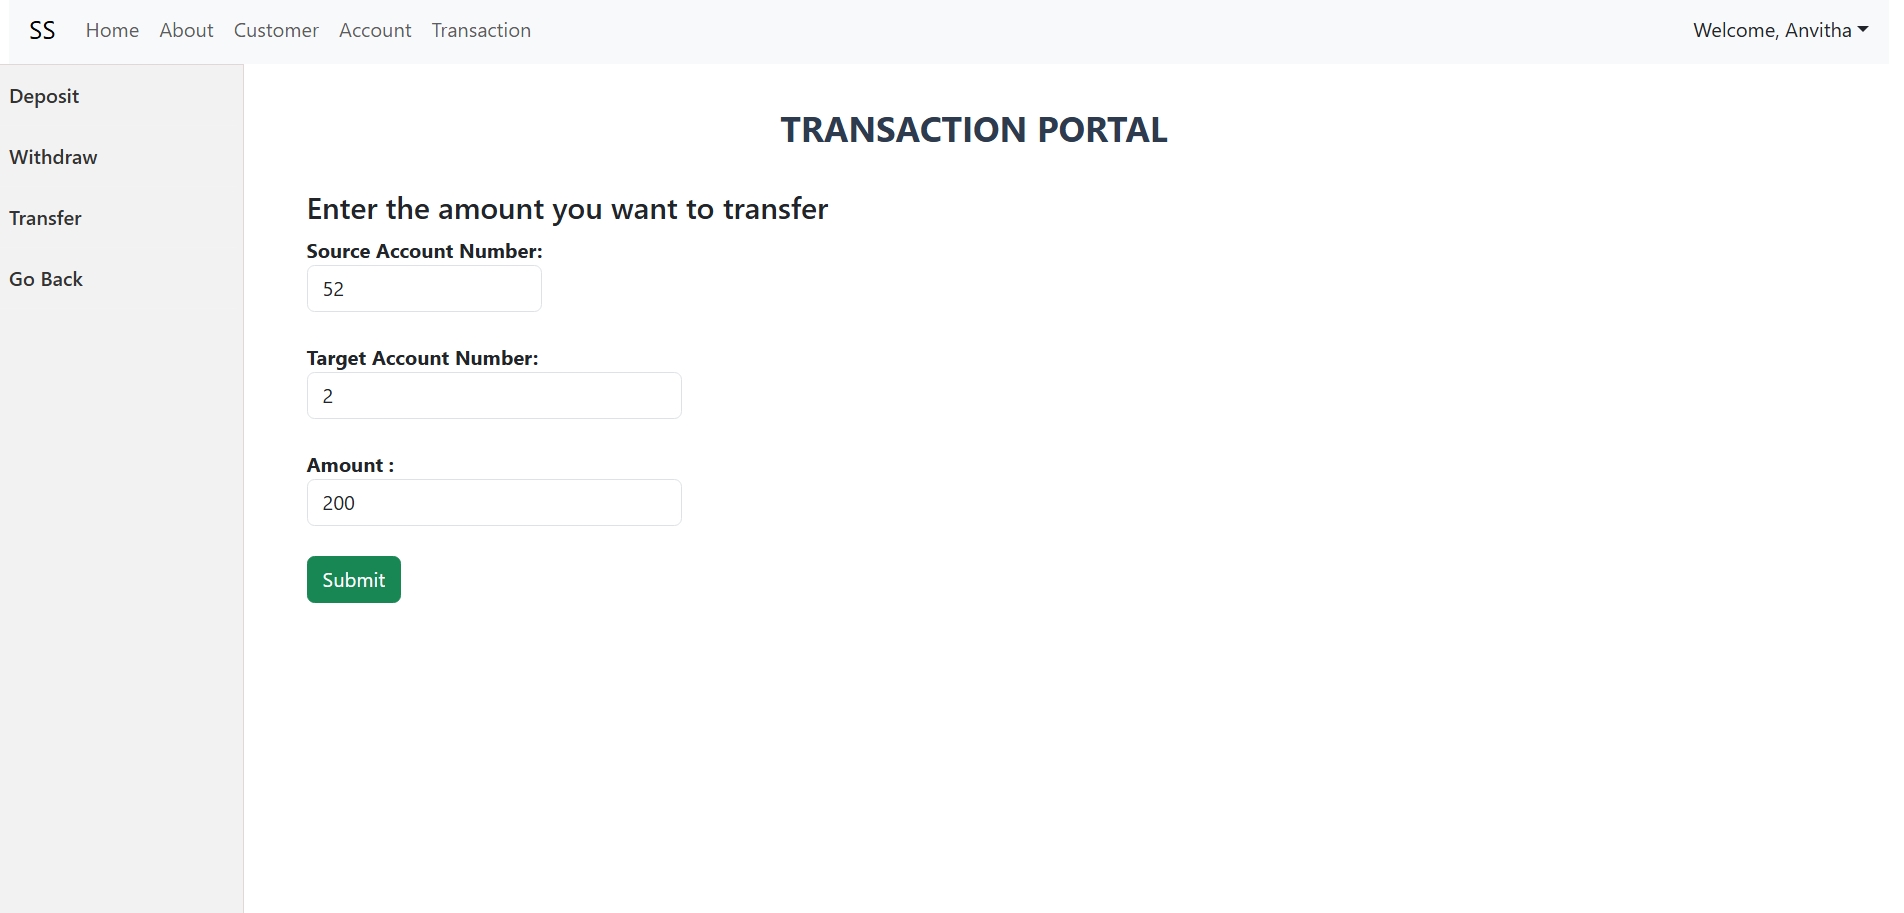 SS Home About Customer Account Transaction Welcome, Anvitha
Deposit
Withdraw
Transfer
Go Back
TRANSACTION PORTAL
Enter the amount you want to transfer
Source Account Number:
52
Target Account Number:
2
Amount :
200
Submit